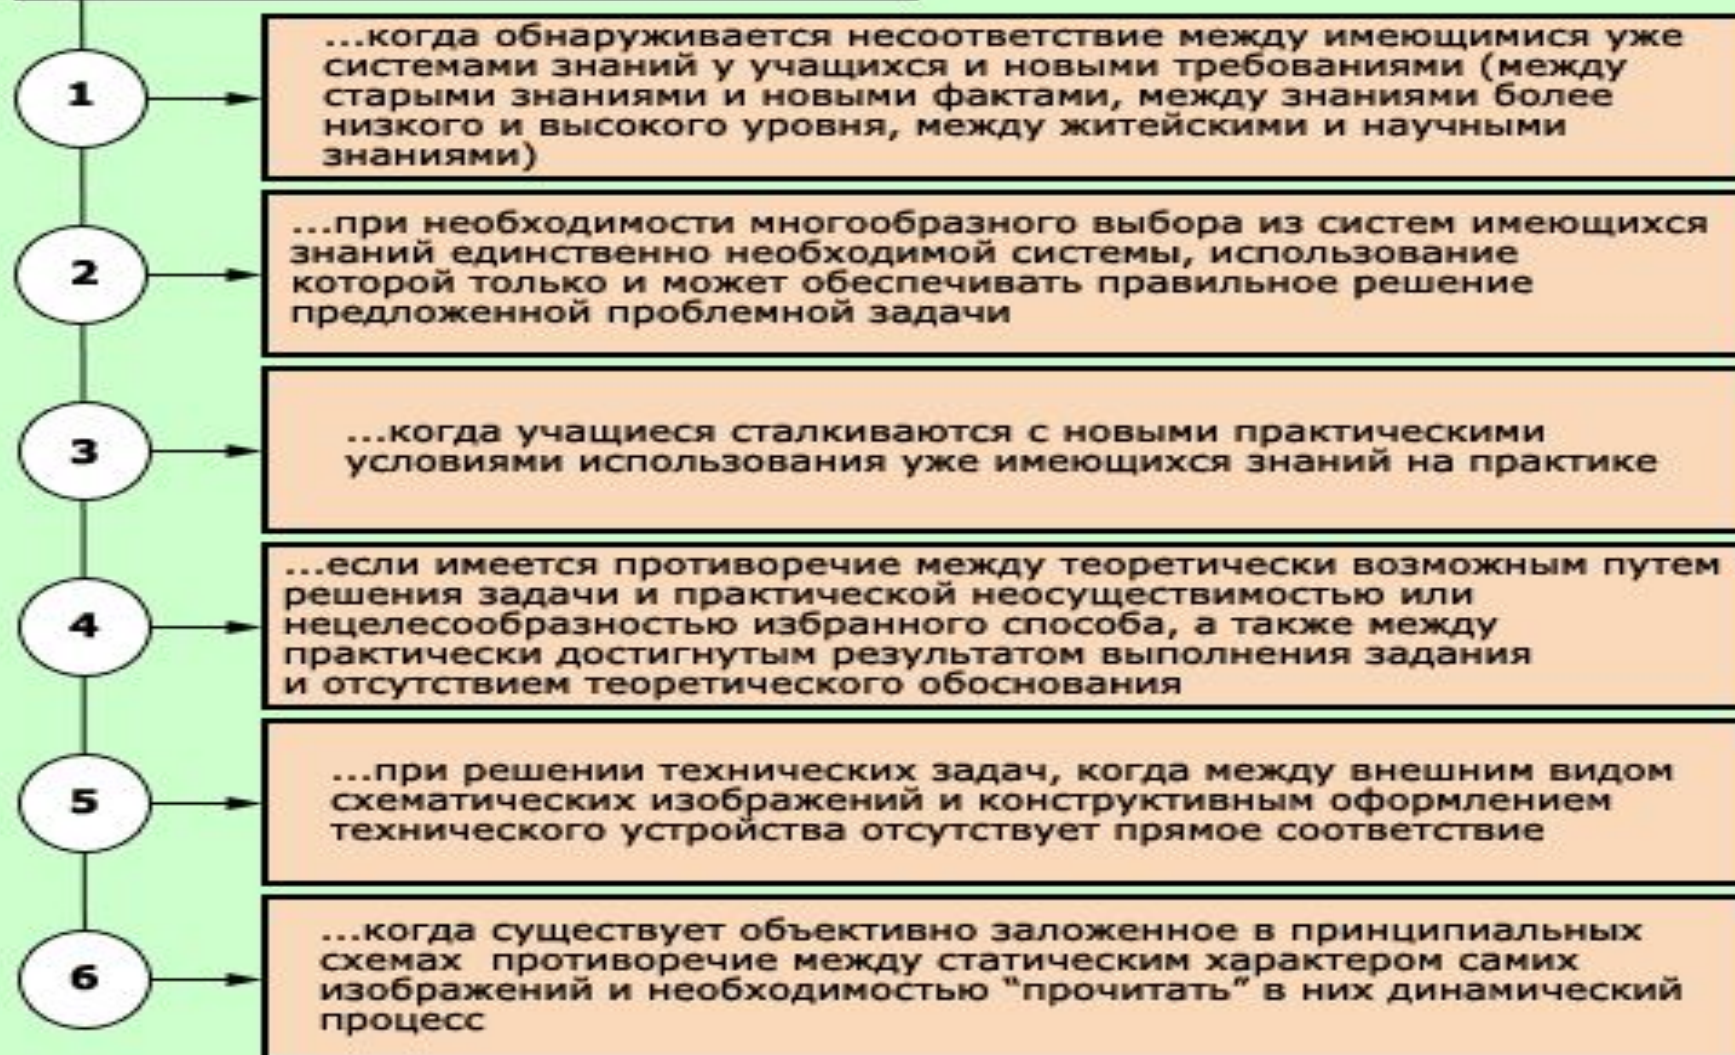 1
...когда обнаруживается несоответствие между имеющимися уже
системами знаний у учащихся и новыми требованиями (между
старыми знаниями и новыми фактами, между знаниями более
низкого и высокого уровня, между житейскими и научными
знаниями)
2
...при необходимости многообразного выбора из систем имеющихся
знаний единственно необходимой системы, использование
которой только и может обеспечивать правильное решение
предложенной проблемной задачи
3
...когда учащиеся сталкиваются с новыми практическими
условиями использования уже имеющихся знаний на практике
4
...если имеется противоречие между теоретически возможным путем
решения задачи и практической неосуществимостью или
нецелесообразностью избранного способа, а также между
практически достигнутым результатом выполнения задания
и отсутствием теоретического обоснования
5
...при решении технических задач, когда между внешним видом
схематических изображений и конструктивным оформлением
технического устройства отсутствует прямое соответствие
6
...когда существует объективно заложенное в принципиальных
схемах противоречие между статическим характером самих
изображений и необходимостью “прочитать” в них динамический
процесс